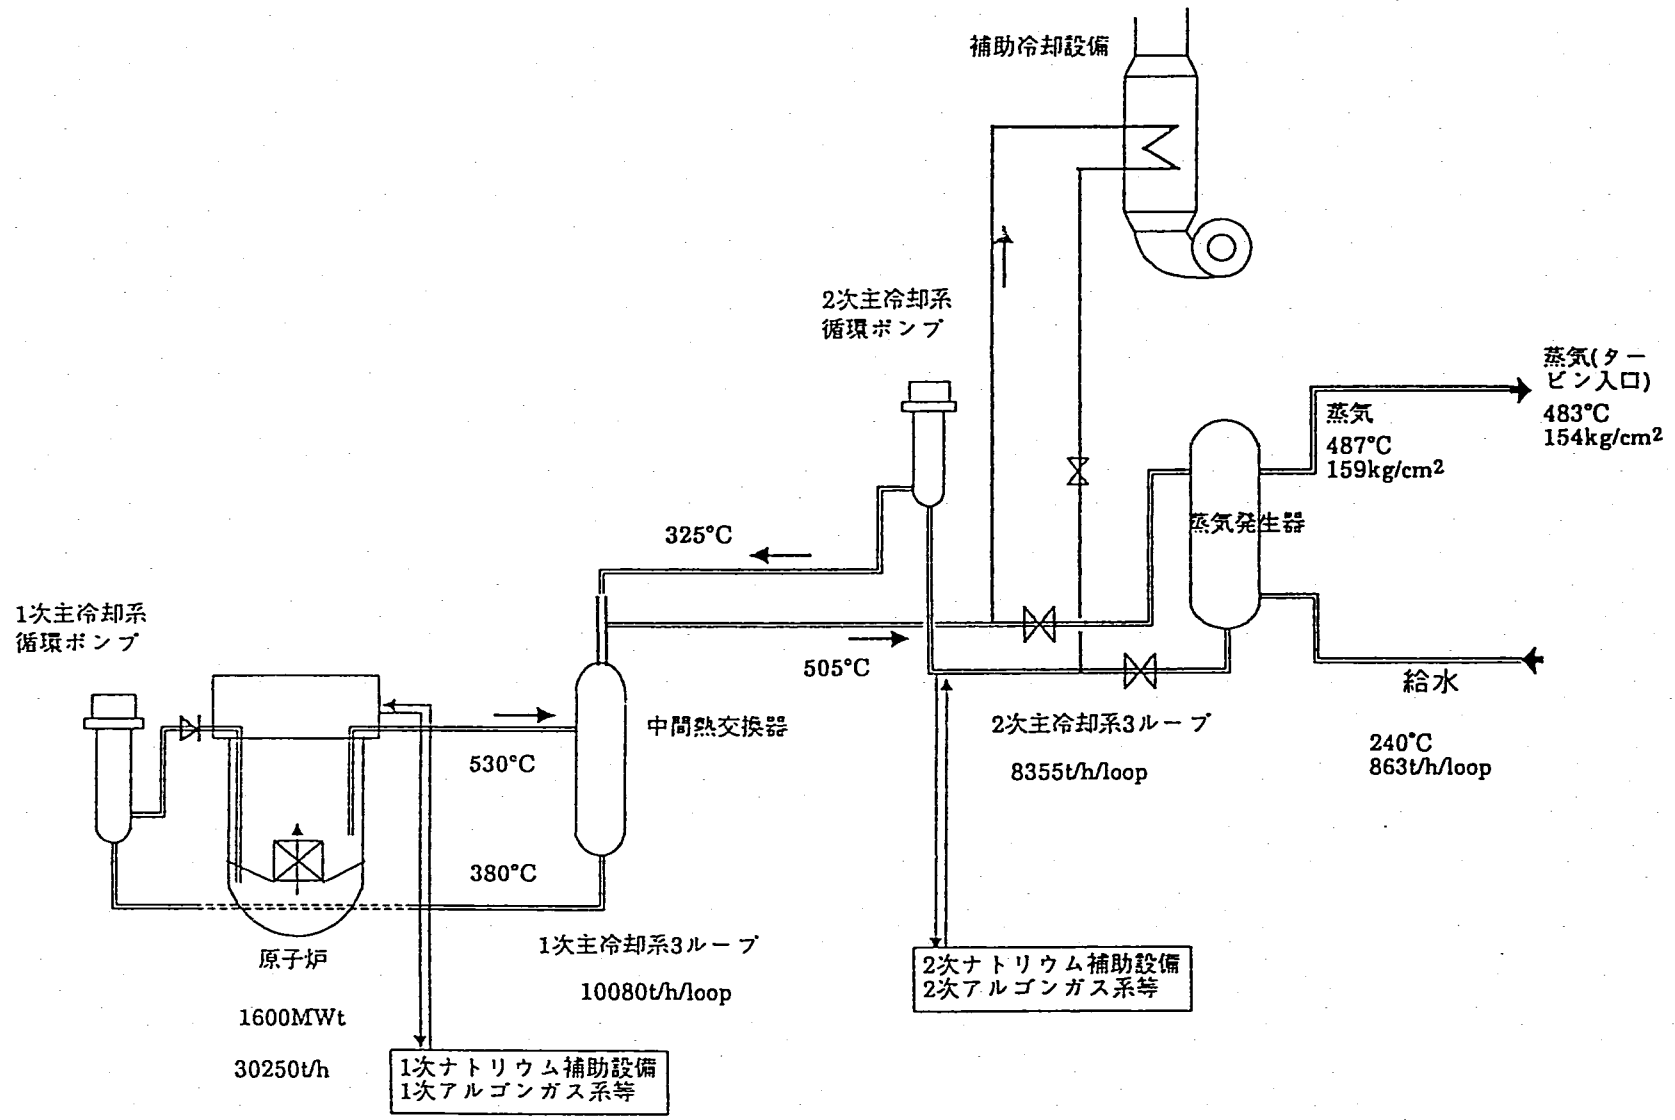 補助冷却設備
2次主冷却系
循環ポンプ
蒸気(ター
ビン入口)
483°C
154kg/cm2
蒸気
487°C
159kg/cm2
蒸気発生器
325°C
1次主冷却系
循環ポンプ
505°C
給水
中間熱交換器
2次主冷却系3ループ
530°C
8355t/h/loop
240°C
863t/h/loop
380°C
原子炉
1次主冷却系3ループ
10080t/h/loop
2次ナトリウム補助設備
2次アルゴンガス系等
1600MWt
30250t/h
1次ナトリウム補助設備
1次アルゴンガス系等